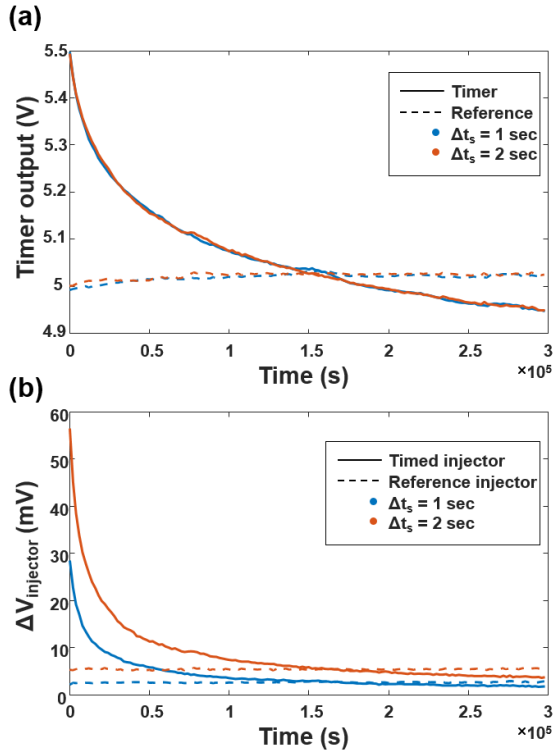 (a)
Timer output (V)
5.5
5.4
5.3
5.2
5.1
5
4.9
Timer
Reference
Δtₛ = 1 sec
Δtₛ = 2 sec
0
0.5
1
1.5
2
2.5
3
×10⁵
Time (s)
(b)
ΔV_injector (mV)
60
50
40
30
20
10
0
Timed injector
Reference injector
Δtₛ = 1 sec
Δtₛ = 2 sec
0
0.5
1
1.5
2
2.5
3
×10⁵
Time (s)